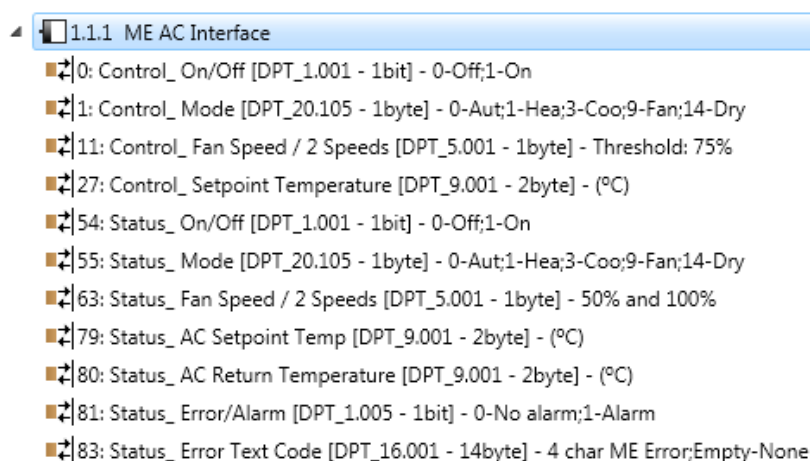 1.1.1 ME AC Interface
0: Control_ On/Off [DPT_1.001 - 1bit] - 0-Off;1-On
1: Control_ Mode [DPT_20.105 - 1byte] - 0-Aut;1-Hea;3-Coo;9-Fan;14-Dry
11: Control_ Fan Speed / 2 Speeds [DPT_5.001 - 1byte] - Threshold: 75%
27: Control_ Setpoint Temperature [DPT_9.001 - 2byte] - (ºC)
54: Status_ On/Off [DPT_1.001 - 1bit] - 0-Off;1-On
55: Status_ Mode [DPT_20.105 - 1byte] - 0-Aut;1-Hea;3-Coo;9-Fan;14-Dry
63: Status_ Fan Speed / 2 Speeds [DPT_5.001 - 1byte] - 50% and 100%
79: Status_ AC Setpoint Temp [DPT_9.001 - 2byte] - (ºC)
80: Status_ AC Return Temperature [DPT_9.001 - 2byte] - (ºC)
81: Status_ Error/Alarm [DPT_1.005 - 1bit] - 0-No alarm;1-Alarm
83: Status_ Error Text Code [DPT_16.001 - 14byte] - 4 char ME Error;Empty-None